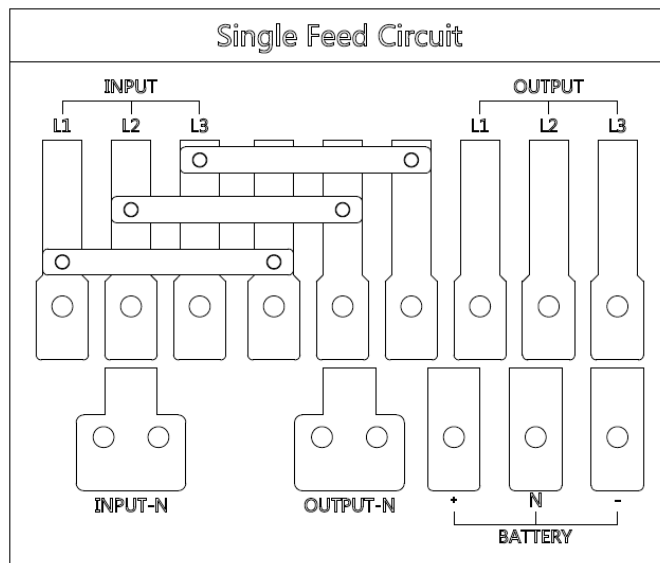 Single Feed Circuit
INPUT OUTPUT
L1 L2 L3 L1 L2 L3
INPUT-N OUTPUT-N + N -
BATTERY